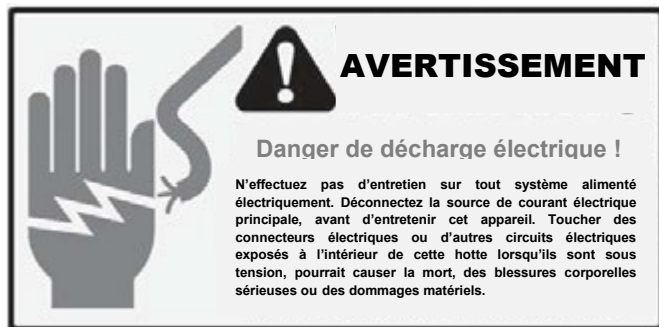 AVERTISSEMENT
Danger de décharge électrique !
N’effectuez pas d’entretien sur tout système alimenté
électriquement. Déconnectez la source de courant électrique
principale, avant d’entretenir cet appareil. Toucher des
connecteurs électriques ou d’autres circuits électriques
exposés à l’intérieur de cette hotte lorsqu’ils sont sous
tension, pourrait causer la mort, des blessures corporelles
sérieuses ou des dommages matériels.